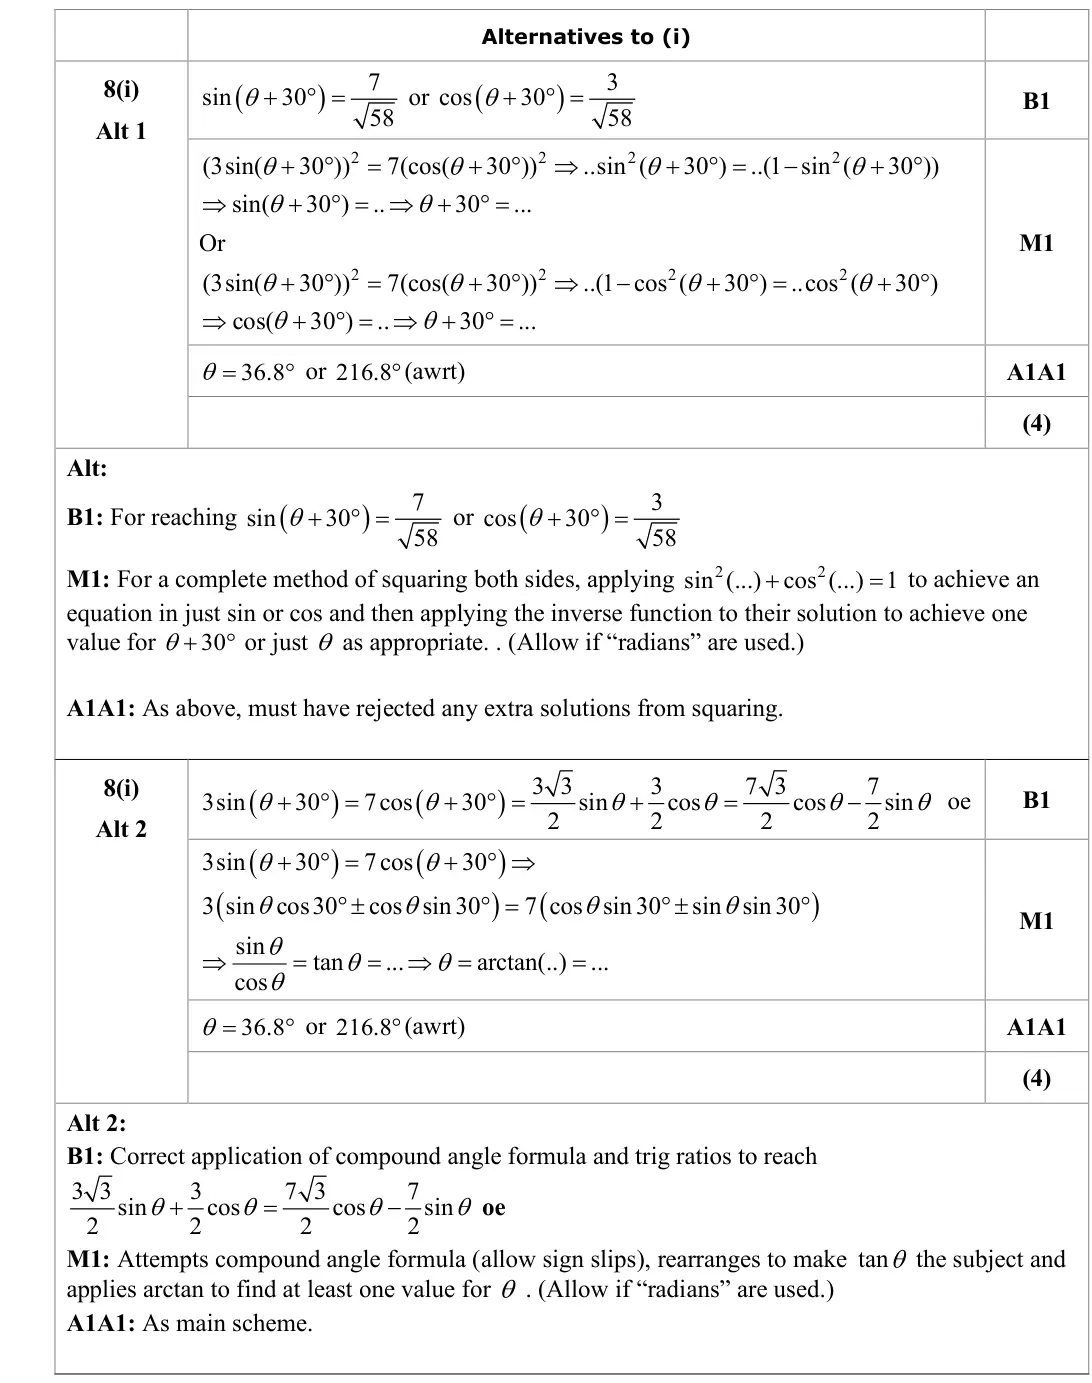 Alternatives to (i)
8(i)
Alt 1
sin(θ + 30°) = 7/√58 or cos(θ + 30°) = 3/√58
B1
(3sin(θ + 30°))² = 7(cos(θ + 30°))² ⇒ ..sin²(θ + 30°) = ..(1 − sin²(θ + 30°))
⇒ sin(θ + 30°) = .. ⇒ θ + 30° = ...
Or
(3sin(θ + 30°))² = 7(cos(θ + 30°))² ⇒ ..(1 − cos²(θ + 30°) = ..cos²(θ + 30°)
⇒ cos(θ + 30°) = .. ⇒ θ + 30° = ...
M1
θ = 36.8° or 216.8° (awrt)
A1A1
(4)
Alt:
B1: For reaching sin(θ + 30°) = 7/√58 or cos(θ + 30°) = 3/√58
M1: For a complete method of squaring both sides, applying sin²(...) + cos²(...) = 1 to achieve an
equation in just sin or cos and then applying the inverse function to their solution to achieve one
value for θ + 30° or just θ as appropriate. . (Allow if “radians” are used.)
A1A1: As above, must have rejected any extra solutions from squaring.
8(i)
Alt 2
3sin(θ + 30°) = 7cos(θ + 30°) = 3√3/2 sinθ + 3/2 cosθ = 7√3/2 cosθ − 7/2 sinθ oe
B1
3sin(θ + 30°) = 7cos(θ + 30°) ⇒
3(sinθcos30° ± cosθsin30°) = 7(cosθsin30° ± sinθsin30°)
⇒ sinθ/cosθ = tanθ = ... ⇒ θ = arctan(..) = ...
M1
θ = 36.8° or 216.8° (awrt)
A1A1
(4)
Alt 2:
B1: Correct application of compound angle formula and trig ratios to reach
3√3/2 sinθ + 3/2 cosθ = 7√3/2 cosθ − 7/2 sinθ oe
M1: Attempts compound angle formula (allow sign slips), rearranges to make tanθ the subject and
applies arctan to find at least one value for θ . (Allow if “radians” are used.)
A1A1: As main scheme.